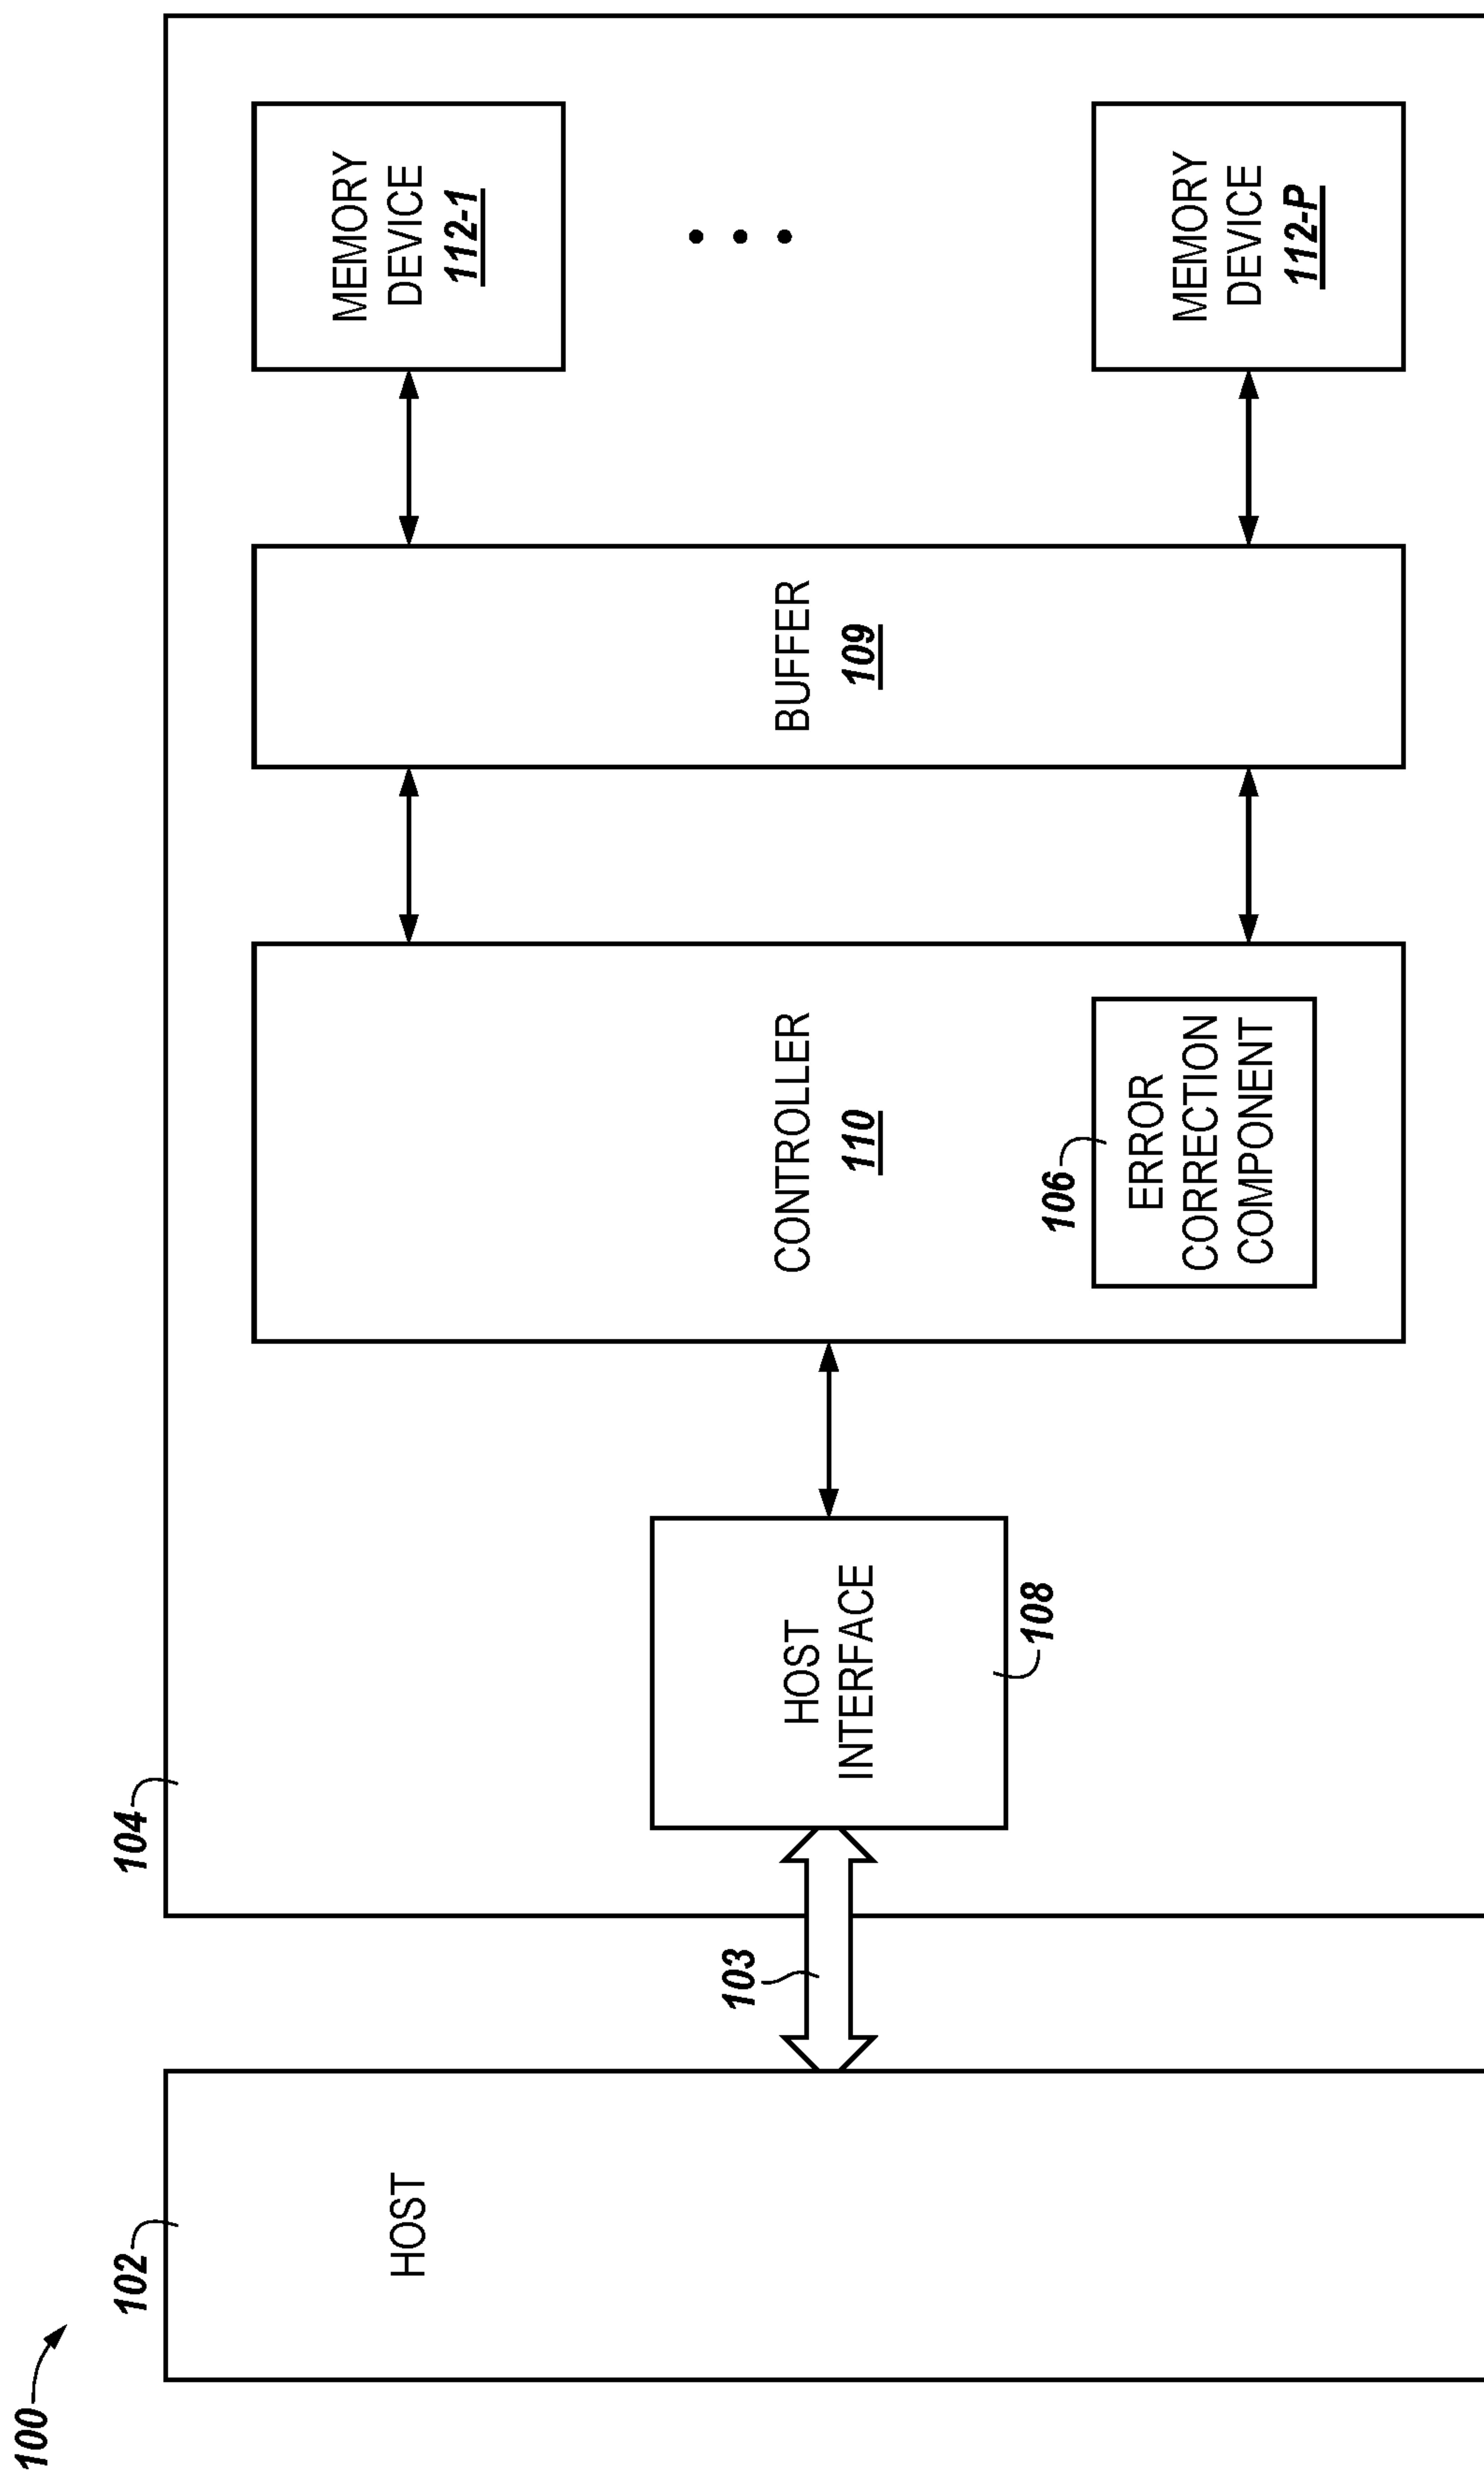 100
102
HOST
103
104
HOST
INTERFACE
108
CONTROLLER
110
106
ERROR
CORRECTION
COMPONENT
BUFFER
109
MEMORY
DEVICE
112-1
MEMORY
DEVICE
112-P